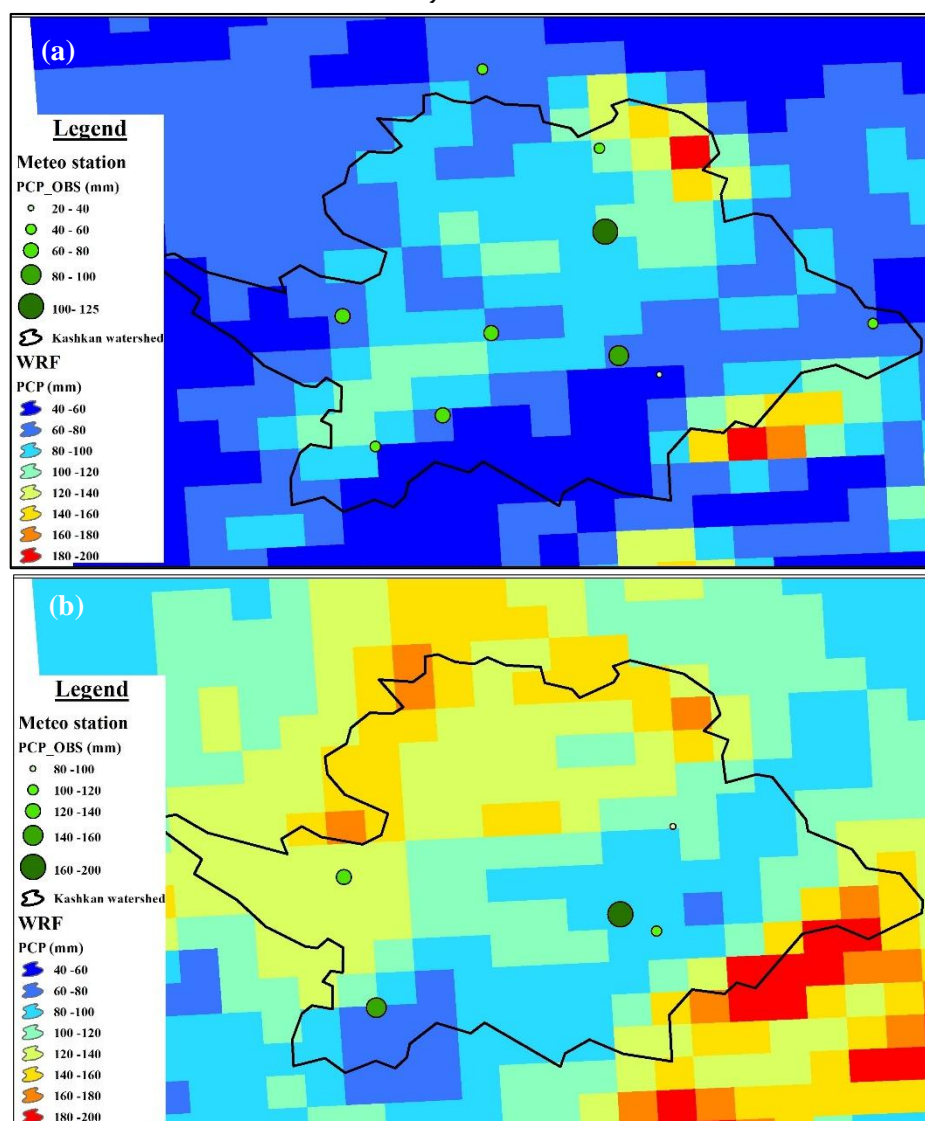 (a)
Legend
Meteo station
PCP_OBS (mm)
20 - 40
40 - 60
60 - 80
80 - 100
100- 125
Kashkan watershed
WRF
PCP (mm)
40 -60
60 -80
80 -100
100 -120
120 -140
140 -160
160 -180
180 -200
(b)
Legend
Meteo station
PCP_OBS (mm)
80 -100
100 -120
120 -140
140 -160
160 -200
Kashkan watershed
WRF
PCP (mm)
40 -60
60 -80
80 -100
100 -120
120 -140
140 -160
160 -180
180 -200